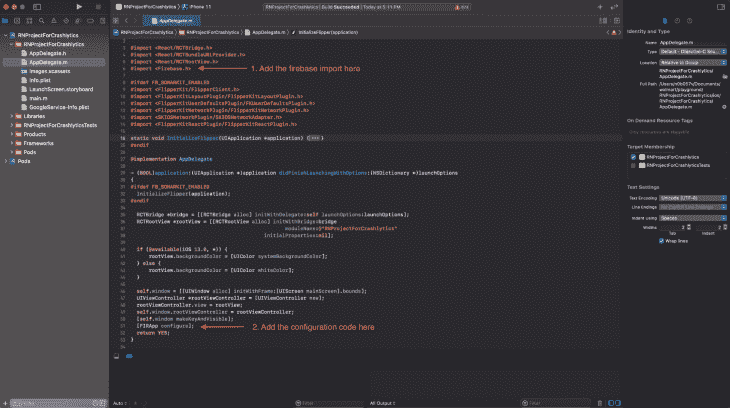 RNProjectForCrashlytics
iPhone 11
RNProjectForCrashlytics | Build Succeeded | Today at 5:11 PM
AppDelegate.m
RNProjectForCrashlytics
RNProjectForCrashlytics
AppDelegate.h
AppDelegate.m
Images.xcassets
Info.plist
LaunchScreen.storyboard
main.m
GoogleService-Info.plist
Libraries
RNProjectForCrashlyticsTests
Products
Frameworks
Pods
Pods
RNProjectForCrashlytics
RNProjectForCrashlytics
AppDelegate.m
InitializeFlipper(application)
#import <React/RCTBridge.h>
#import <React/RCTBundleURLProvider.h>
#import <React/RCTRootView.h>
#import <Firebase.h>
1. Add the firebase import here
#ifdef FB_SONARKIT_ENABLED
#import <FlipperKit/FlipperClient.h>
#import <FlipperKitLayoutPlugin/FlipperKitLayoutPlugin.h>
#import <FlipperKitUserDefaultsPlugin/FKUserDefaultsPlugin.h>
#import <FlipperKitNetworkPlugin/FlipperKitNetworkPlugin.h>
#import <SKIOSNetworkPlugin/SKIOSNetworkAdapter.h>
#import <FlipperKitReactPlugin/FlipperKitReactPlugin.h>
static void InitializeFlipper(UIApplication *application) {•••}
#endif
@implementation AppDelegate
- (BOOL)application:(UIApplication *)application didFinishLaunchingWithOptions:(NSDictionary *)launchOptions
{
#ifdef FB_SONARKIT_ENABLED
InitializeFlipper(application);
#endif
RCTBridge *bridge = [[RCTBridge alloc] initWithDelegate:self launchOptions:launchOptions];
RCTRootView *rootView = [[RCTRootView alloc] initWithBridge:bridge
moduleName:@"RNProjectForCrashlytics"
initialProperties:nil];
if (@available(iOS 13.0, *)) {
rootView.backgroundColor = [UIColor systemBackgroundColor];
} else {
rootView.backgroundColor = [UIColor whiteColor];
}
self.window = [[UIWindow alloc] initWithFrame:[UIScreen mainScreen].bounds];
UIViewController *rootViewController = [UIViewController new];
rootViewController.view = rootView;
self.window.rootViewController = rootViewController;
[self.window makeKeyAndVisible];
[FIRApp configure];
2. Add the configuration code here
return YES;
}
Identity and Type
Name AppDelegate.m
Type Default - Objective-C Sou...
Location Relative to Group
RNProjectForCrashlytics/
AppDelegate.m
Full Path
On Demand Resource Tags
Target Membership
RNProjectForCrashlytics
RNProjectForCrashlyticsTests
Text Settings
Text Encoding Unicode (UTF-8)
Line Endings
Indent Using Spaces
Widths 2 2
Tab Indent
Wrap lines
Auto
Filter
All Output
Filter